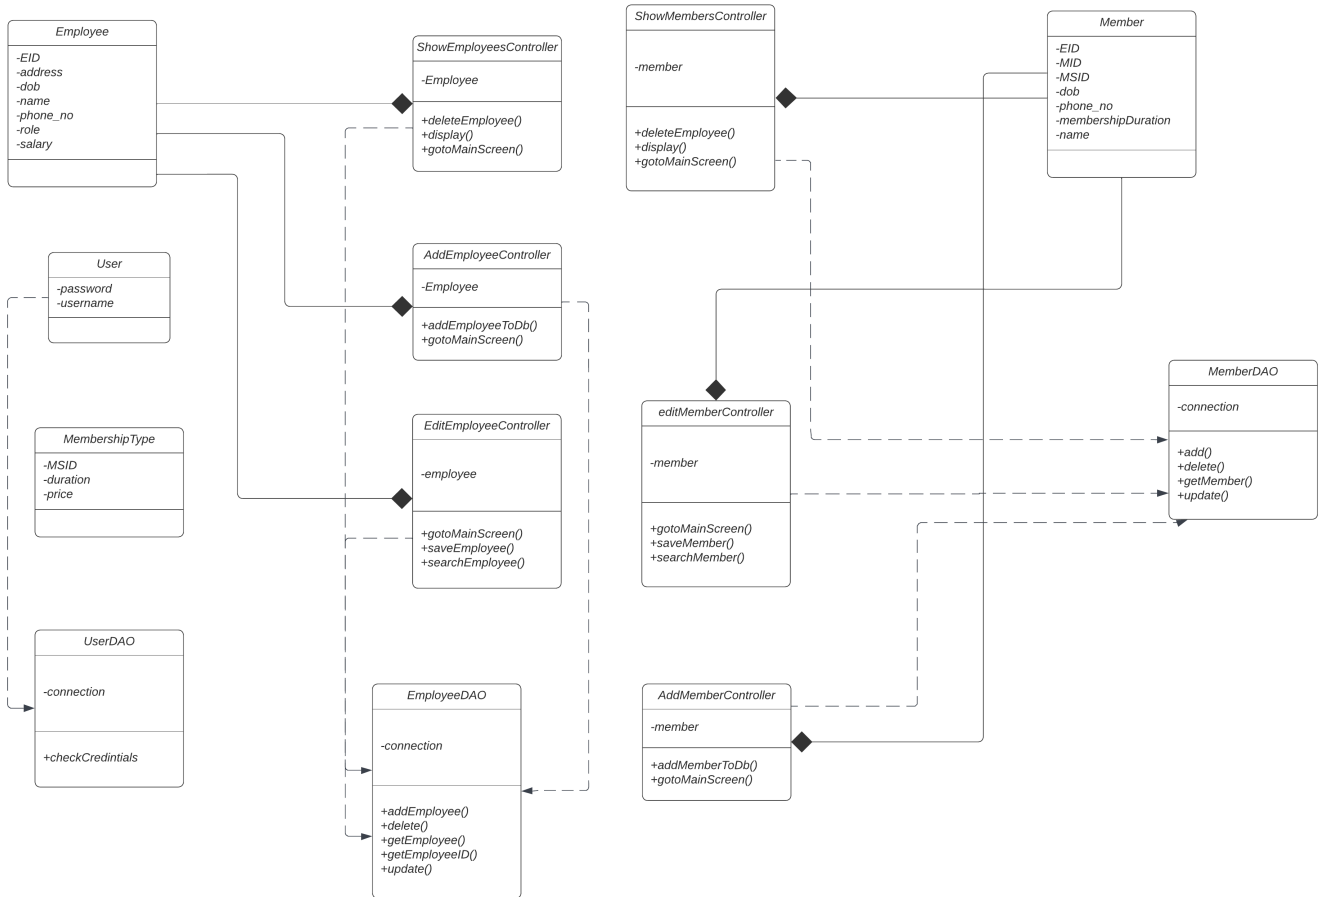 Employee
-EID
-address
-dob
-name
-phone_no
-role
-salary
ShowEmployeesController
-Employee
+deleteEmployee()
+display()
+gotoMainScreen()
ShowMembersController
-member
+deleteEmployee()
+display()
+gotoMainScreen()
Member
-EID
-MID
-MSID
-dob
-phone_no
-membershipDuration
-name
User
-password
-username
AddEmployeeController
-Employee
+addEmployeeToDb()
+gotoMainScreen()
MembershipType
-MSID
-duration
-price
EditEmployeeController
-employee
+gotoMainScreen()
+saveEmployee()
+searchEmployee()
editMemberController
-member
+gotoMainScreen()
+saveMember()
+searchMember()
MemberDAO
-connection
+add()
+delete()
+getMember()
+update()
UserDAO
-connection
+checkCredintials
EmployeeDAO
-connection
+addEmployee()
+delete()
+getEmployee()
+getEmployeeID()
+update()
AddMemberController
-member
+addMemberToDb()
+gotoMainScreen()